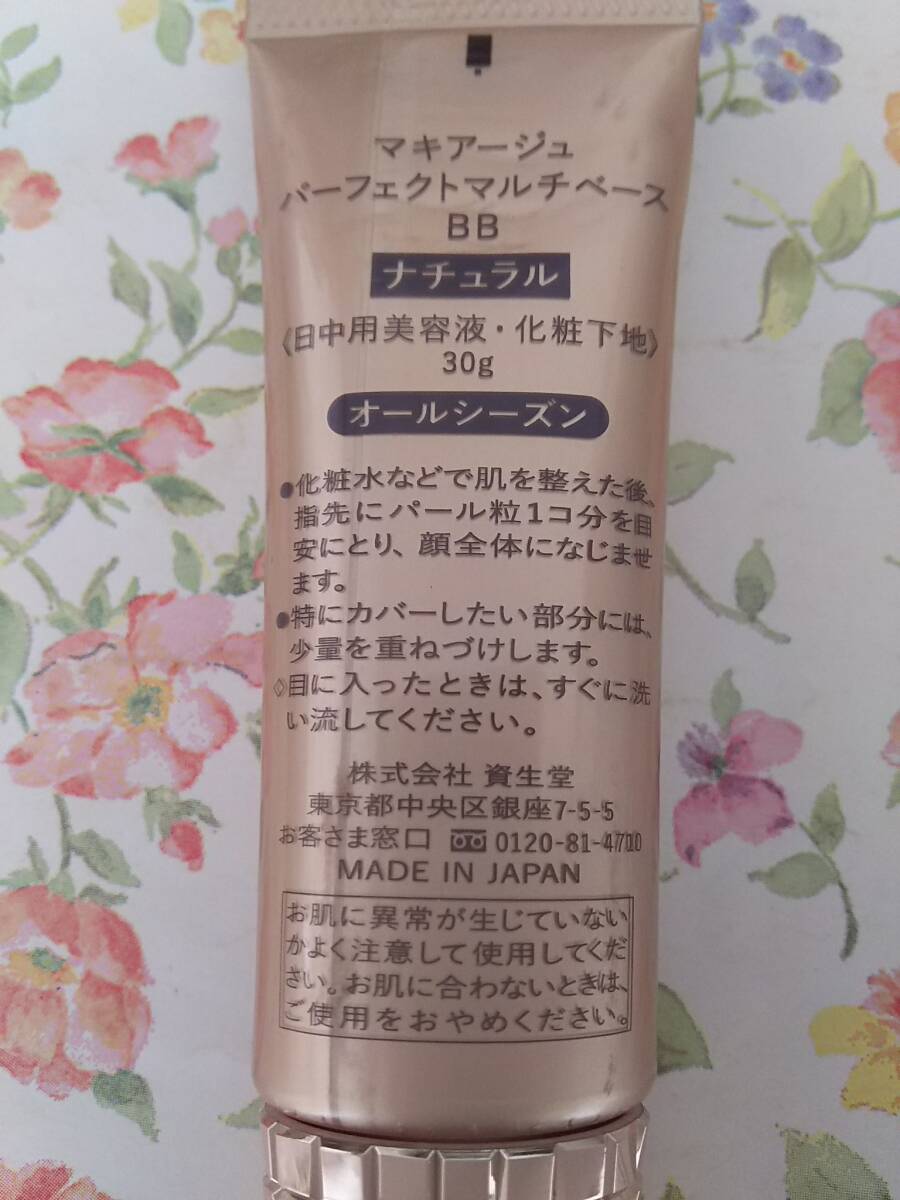 マキアージュ
パーフェクトマルチベース
BB
ナチュラル
《日中用美容液・化粧下地》
30g
オールシーズン
●化粧水などで肌を整えた後、
指先にパール粒1コ分を目
安にとり、顔全体になじませ
ます。
●特にカバーしたい部分には、
少量を重ねづけします。
◇目に入ったときは、すぐに洗
い流してください。
株式会社 資生堂
東京都中央区銀座7-5-5
お客さま窓口 0120-81-4710
MADE IN JAPAN
お肌に異常が生じていない
かよく注意して使用してくだ
さい。お肌に合わないときは、
ご使用をおやめください。